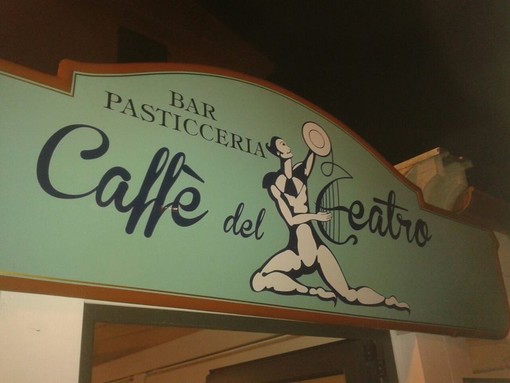 BAR
PASTICCERIA
Caffè del Teatro